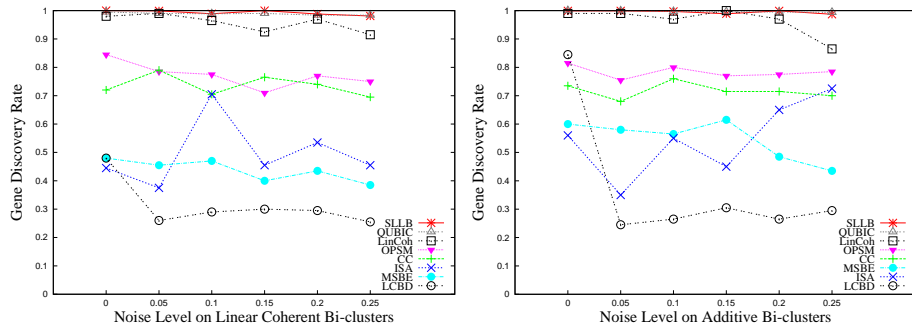 1
0.9
0.8
0.7
0.6
0.5
0.4
0.3
0.2
0.1
0
Gene Discovery Rate
SLLB
QUBIC
LinCoh
OPSM
CC
ISA
MSBE
LCBD
0 0.05 0.1 0.15 0.2 0.25
Noise Level on Linear Coherent Bi-clusters
1
0.9
0.8
0.7
0.6
0.5
0.4
0.3
0.2
0.1
0
Gene Discovery Rate
SLLB
QUBIC
LinCoh
OPSM
CC
MSBE
ISA
LCBD
0 0.05 0.1 0.15 0.2 0.25
Noise Level on Additive Bi-clusters